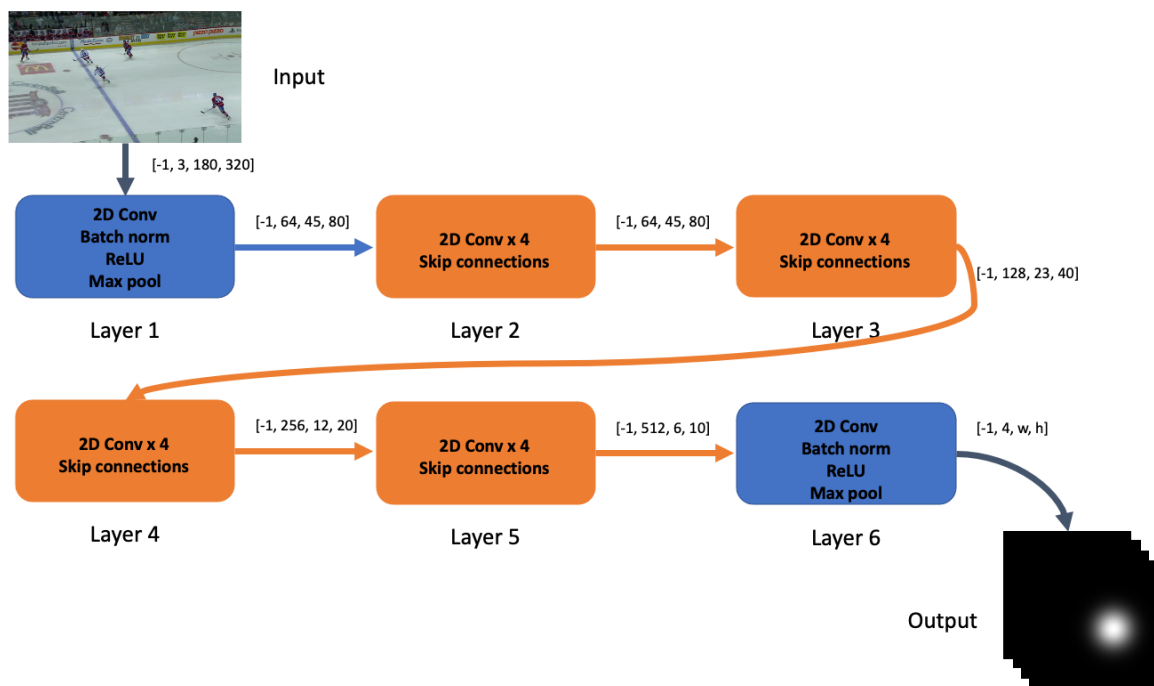 Input
[-1, 3, 180, 320]
2D Conv
Batch norm
ReLU
Max pool
Layer 1
[-1, 64, 45, 80]
2D Conv x 4
Skip connections
Layer 2
[-1, 64, 45, 80]
2D Conv x 4
Skip connections
Layer 3
[-1, 128, 23, 40]
2D Conv x 4
Skip connections
Layer 4
[-1, 256, 12, 20]
2D Conv x 4
Skip connections
Layer 5
[-1, 512, 6, 10]
2D Conv
Batch norm
ReLU
Max pool
Layer 6
[-1, 4, w, h]
Output